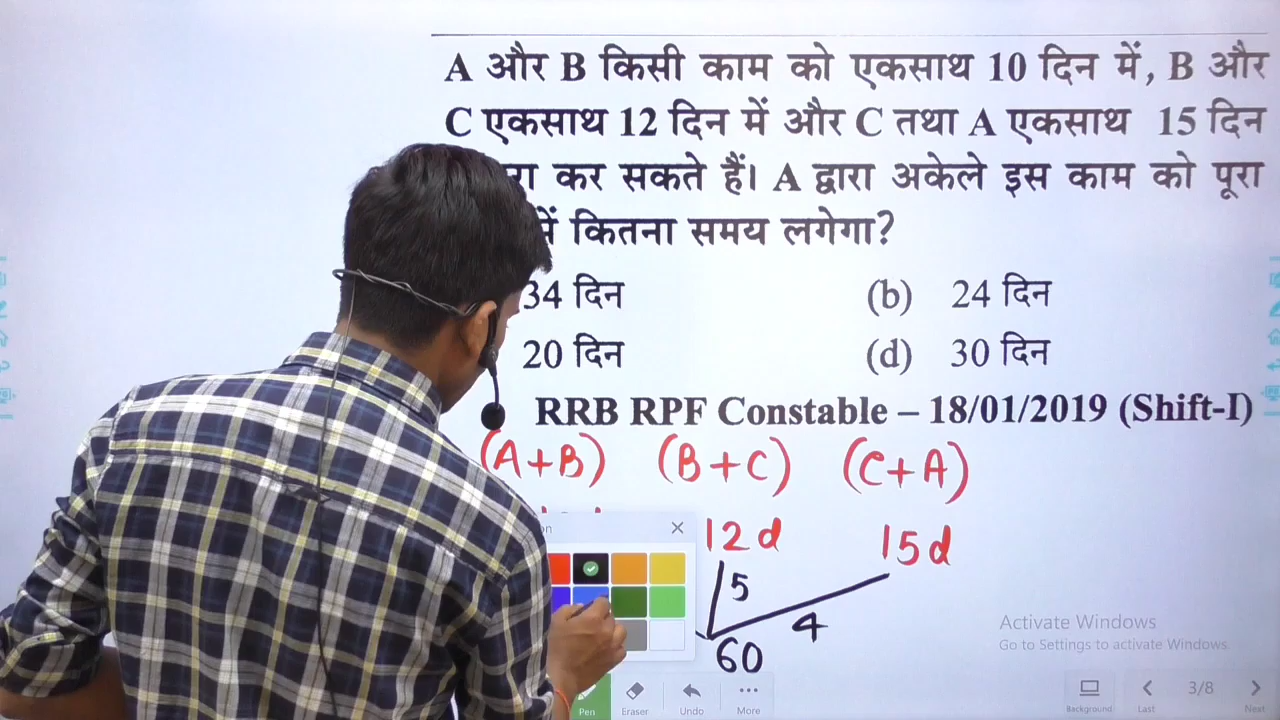 A और B किसी काम को एकसाथ 10 दिन में, B और
C एकसाथ 12 दिन में और C तथा A एकसाथ 15 दिन
कर सकते हैं। A द्वारा अकेले इस काम को पूरा
में कितना समय लगेगा?
34 दिन (b) 24 दिन
20 दिन (d) 30 दिन
RRB RPF Constable – 18/01/2019 (Shift-I)
(A+B) (B+C) (C+A)
12d 15d
5
4
60
Activate Windows
Go to Settings to activate Windows.
Pen Eraser Undo More
Background Last 3/8 Next